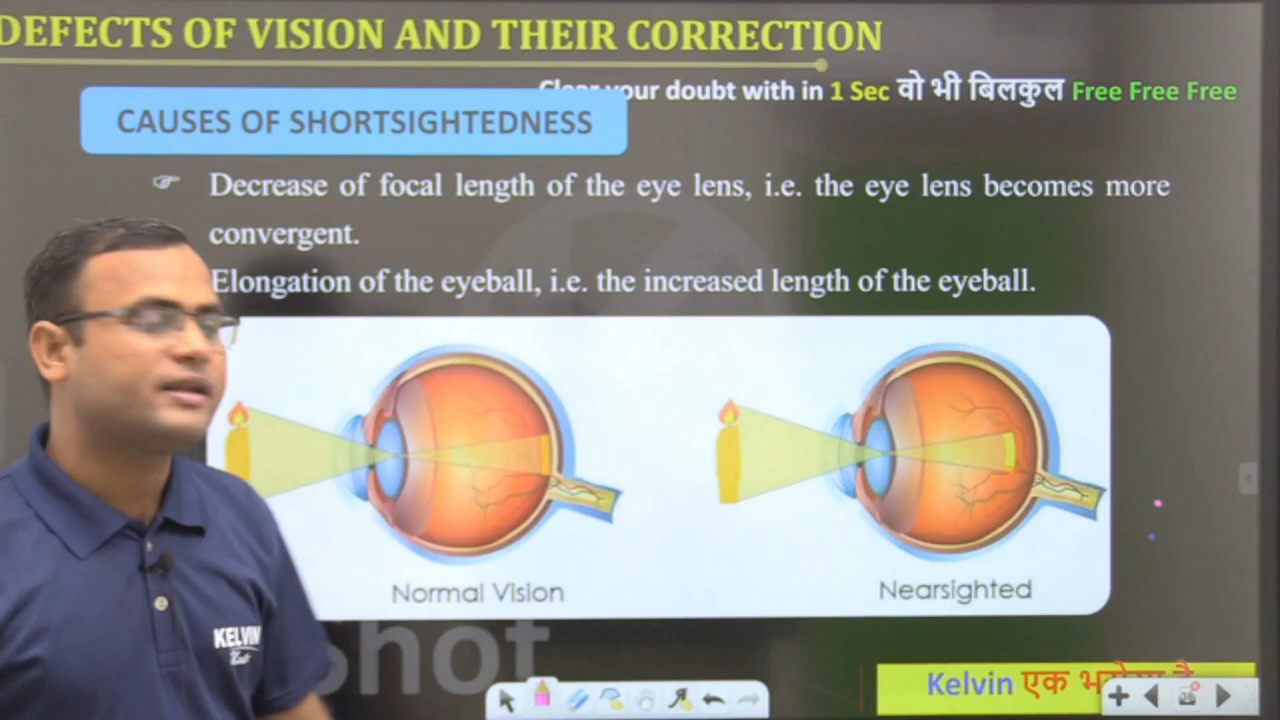 DEFECTS OF VISION AND THEIR CORRECTION
Clear your doubt with in 1 Sec वो भी बिलकुल Free Free Free
CAUSES OF SHORTSIGHTEDNESS
Decrease of focal length of the eye lens, i.e. the eye lens becomes more
convergent.
Elongation of the eyeball, i.e. the increased length of the eyeball.
Normal Vision
Nearsighted
KELVIN
shot
Kelvin एक